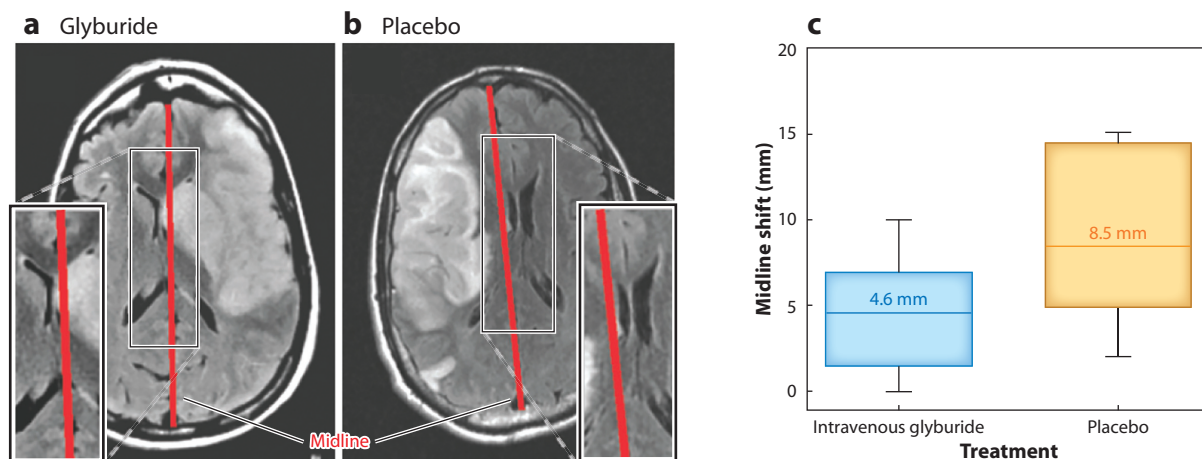 a Glyburide
b Placebo
Midline
c
20
15
10
5
0
Midline shift (mm)
4.6 mm
8.5 mm
Intravenous glyburide
Placebo
Treatment